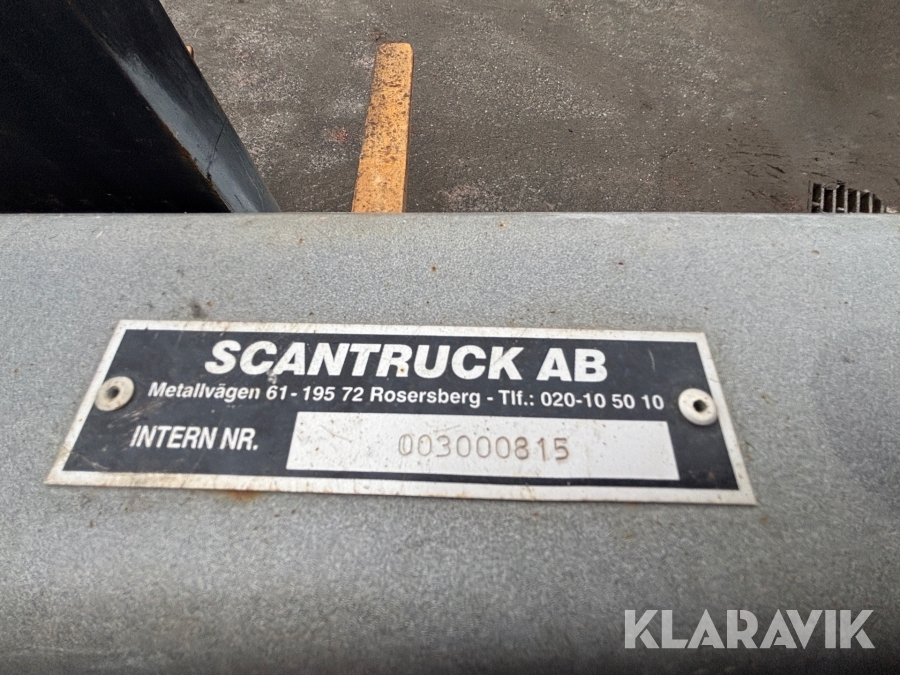 SCANTRUCK AB
Metallvägen 61 - 195 72 Rosersberg - Tlf.: 020-10 50 10
INTERN NR. 003000815
KLARAVIK